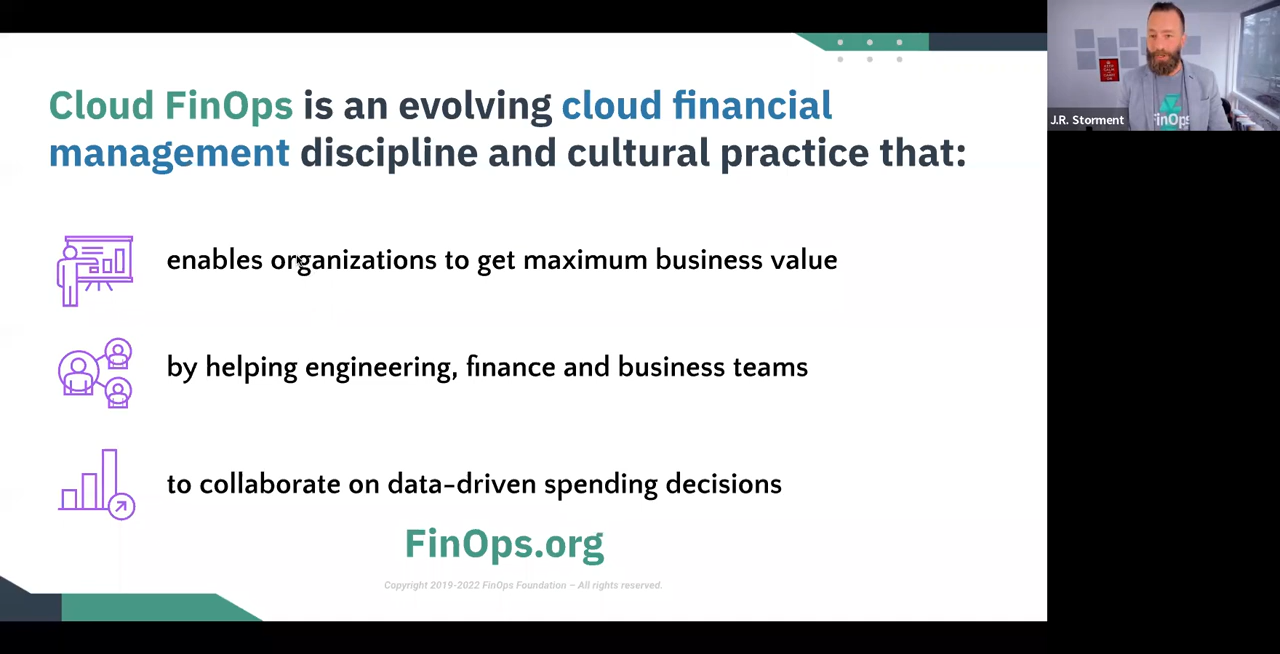 Cloud FinOps is an evolving cloud financial
management discipline and cultural practice that:
enables organizations to get maximum business value
by helping engineering, finance and business teams
to collaborate on data-driven spending decisions
FinOps.org
Copyright 2019-2022 FinOps Foundation – All rights reserved.
J.R. Storment
FinOps